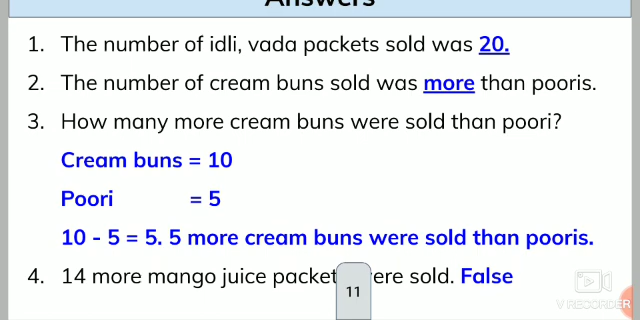 Answers
1. The number of idli, vada packets sold was 20.
2. The number of cream buns sold was more than pooris.
3. How many more cream buns were sold than poori?
Cream buns = 10
Poori = 5
10 - 5 = 5. 5 more cream buns were sold than pooris.
4. 14 more mango juice packet ere sold. False
11
V RECORDER